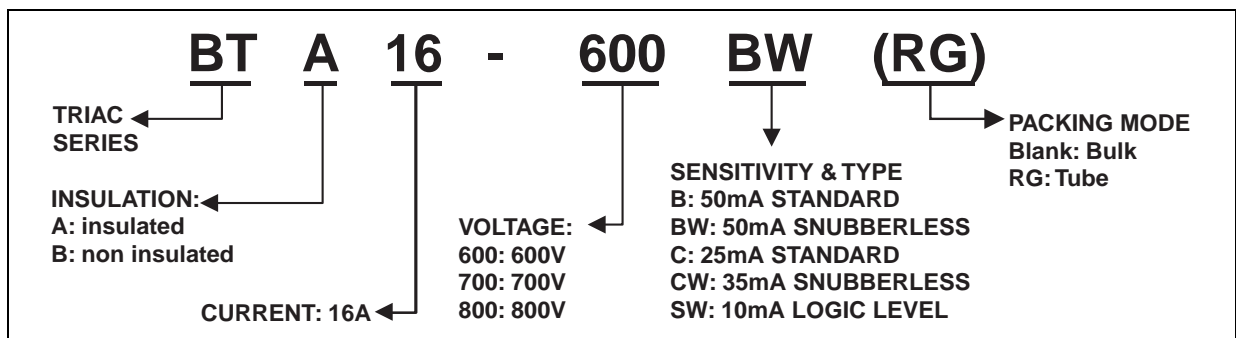 BT A 16 - 600 BW (RG)
TRIAC
SERIES
INSULATION:
A: insulated
B: non insulated
CURRENT: 16A
VOLTAGE:
600: 600V
700: 700V
800: 800V
SENSITIVITY & TYPE
B: 50mA STANDARD
BW: 50mA SNUBBERLESS
C: 25mA STANDARD
CW: 35mA SNUBBERLESS
SW: 10mA LOGIC LEVEL
PACKING MODE
Blank: Bulk
RG: Tube